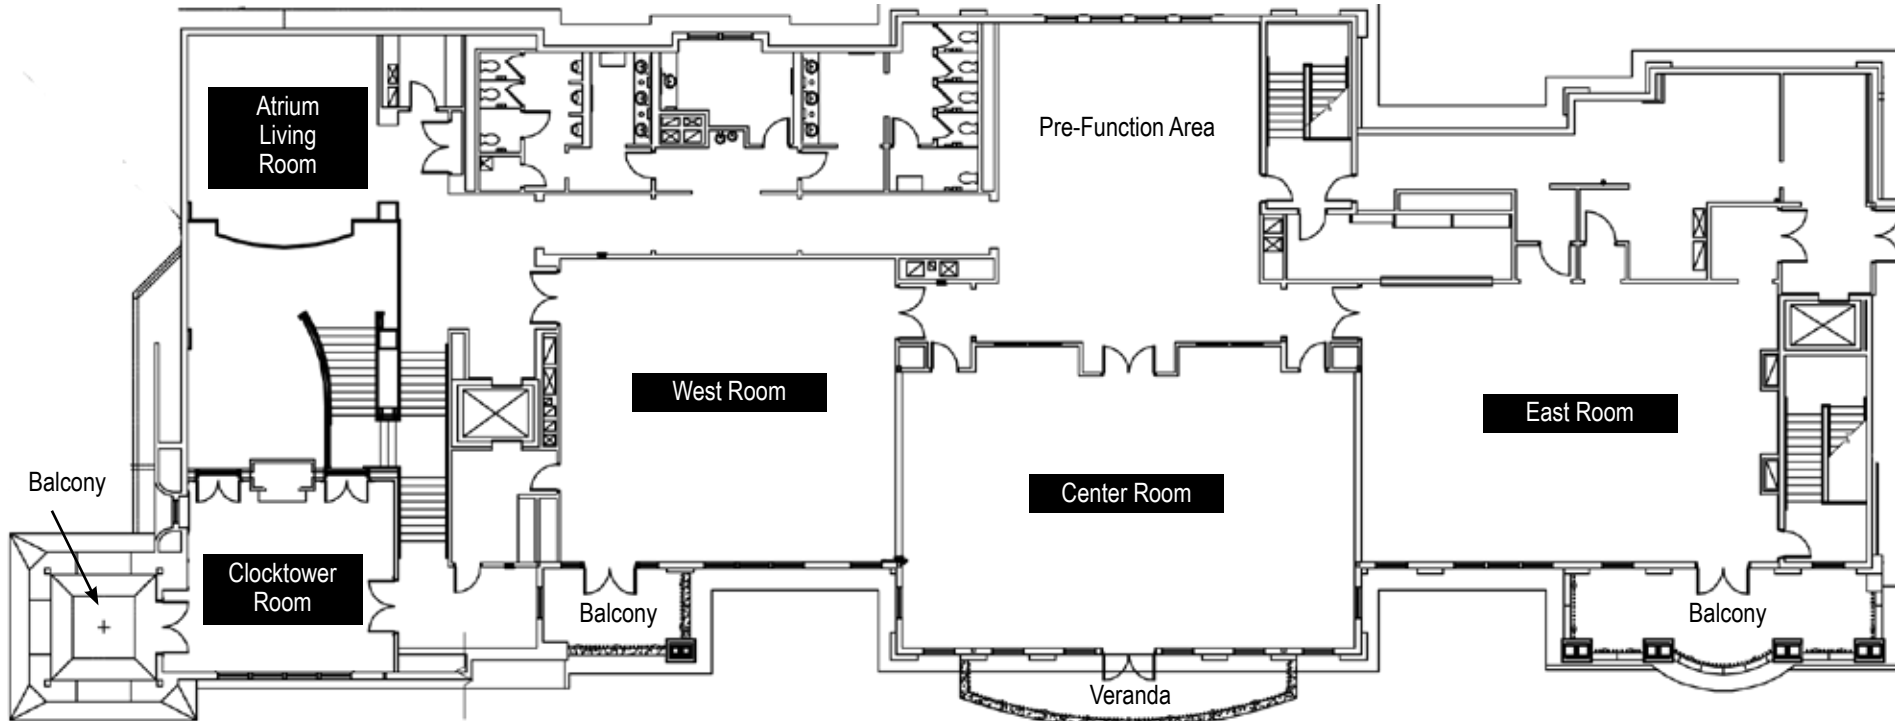 Atrium
Living
Room
Pre-Function Area
West Room
East Room
Center Room
Balcony
Clocktower
Room
Balcony
Balcony
Veranda